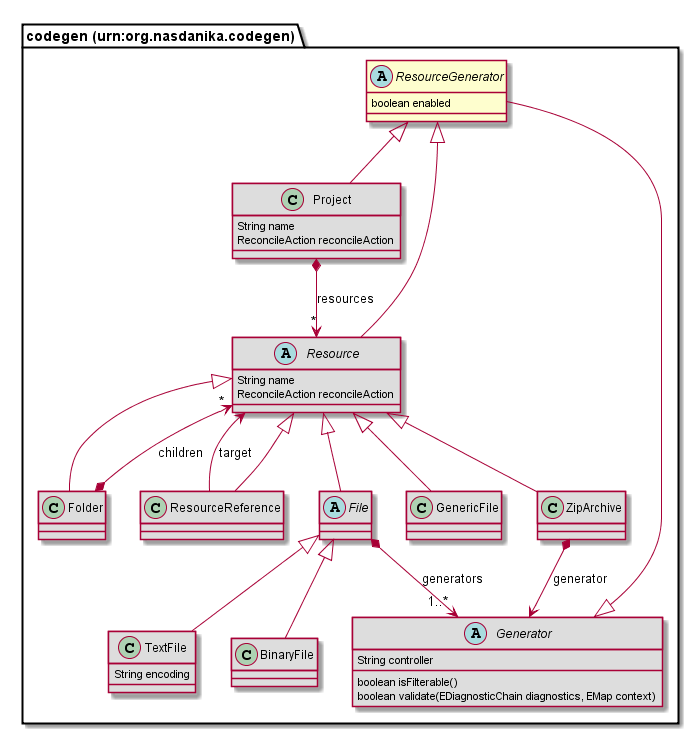 codegen (urn:org.nasdanika.codegen)
A ResourceGenerator
boolean enabled
C Project
String name
ReconcileAction reconcileAction
resources
*
A Resource
String name
ReconcileAction reconcileAction
*
children
target
C Folder
C ResourceReference
A File
C GenericFile
C ZipArchive
generators
1..*
generator
C TextFile
String encoding
C BinaryFile
A Generator
String controller
boolean isFilterable()
boolean validate(EDiagnosticChain diagnostics, EMap context)